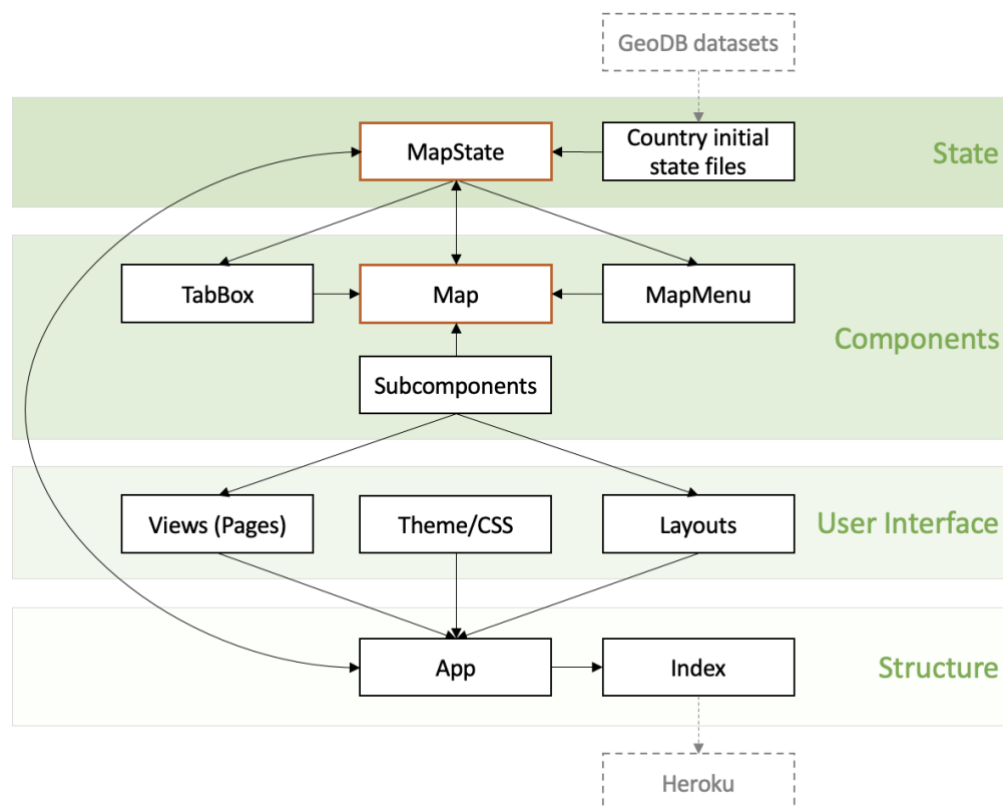 GeoDB datasets
MapState
Country initial
state files
State
TabBox
Map
MapMenu
Components
Subcomponents
Views (Pages)
Theme/CSS
Layouts
User Interface
App
Index
Structure
Heroku